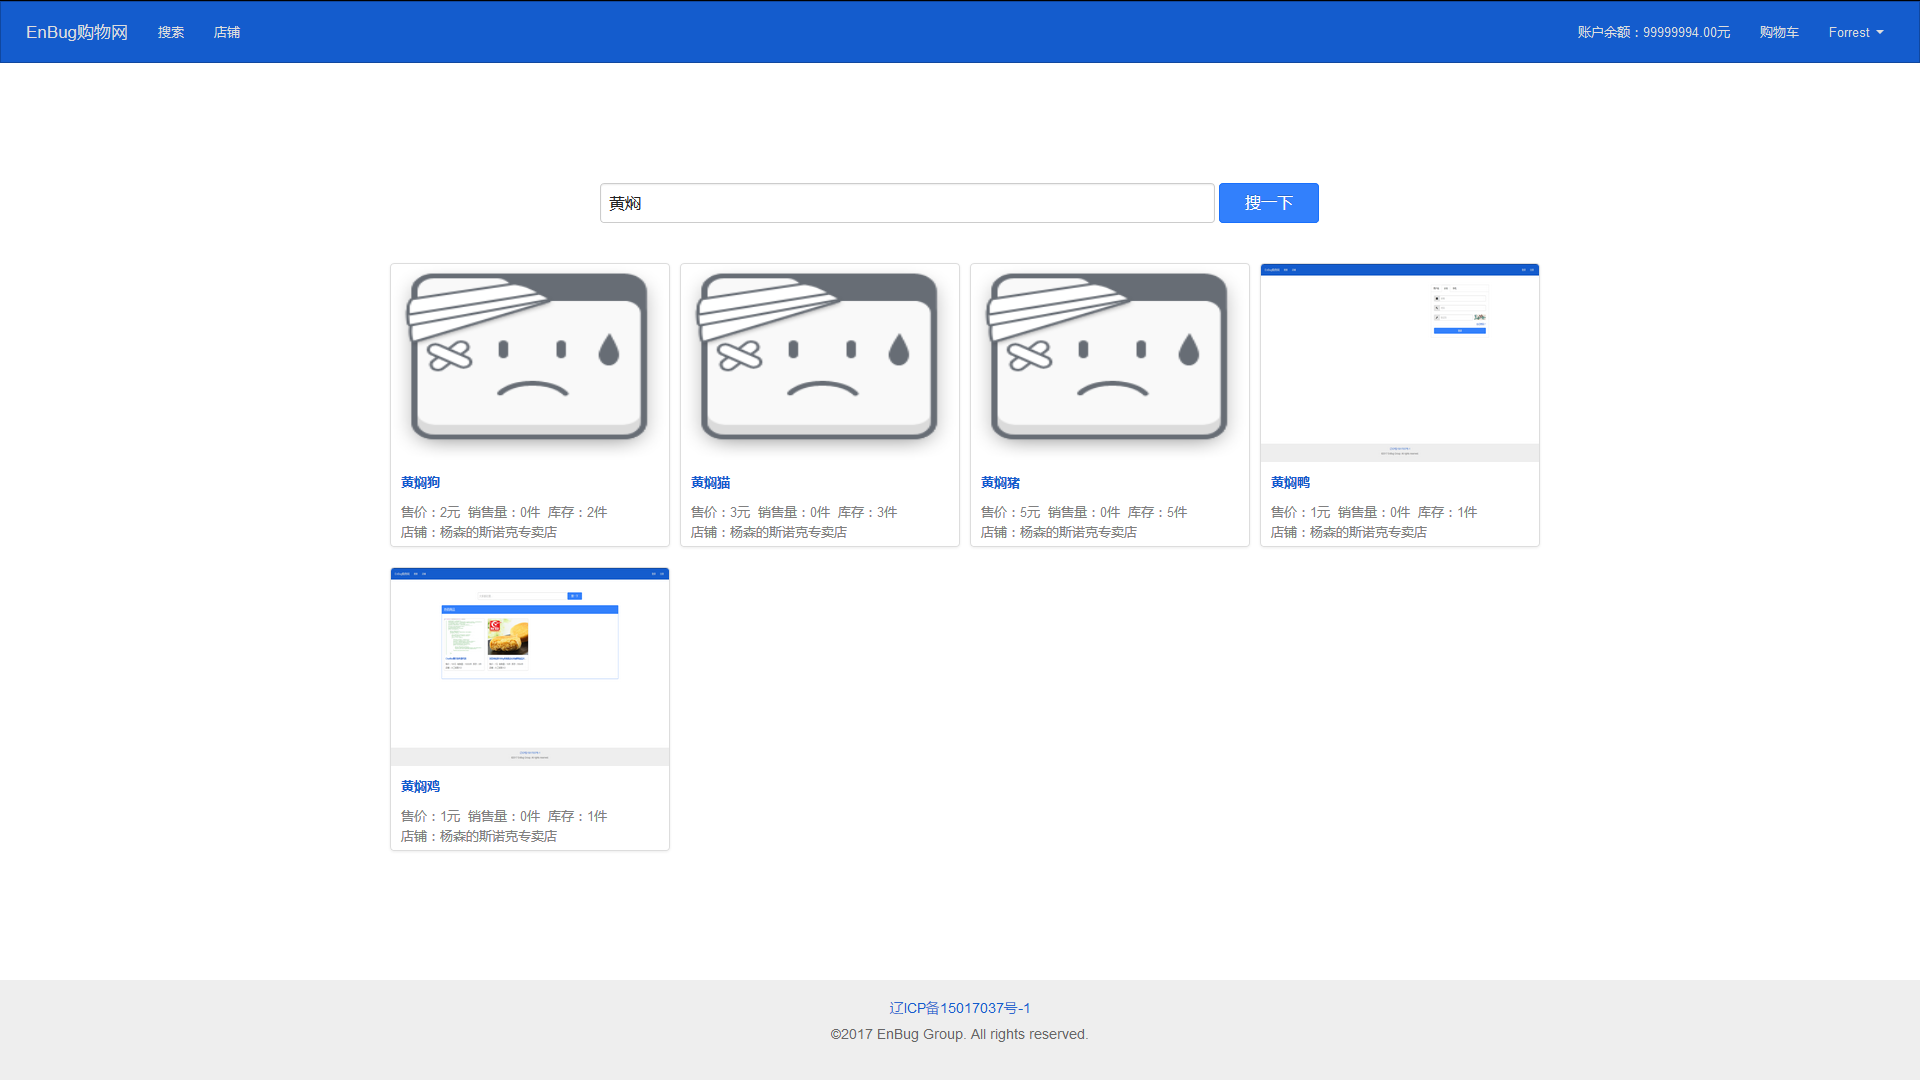 EnBug购物网 搜索 店铺 账户余额：99999994.00元 购物车 Forrest
黄焖 搜一下
黄焖狗
售价：2元 销售量：0件 库存：2件
店铺：杨森的斯诺克专卖店
黄焖猫
售价：3元 销售量：0件 库存：3件
店铺：杨森的斯诺克专卖店
黄焖猪
售价：5元 销售量：0件 库存：5件
店铺：杨森的斯诺克专卖店
黄焖鸭
售价：1元 销售量：0件 库存：1件
店铺：杨森的斯诺克专卖店
黄焖鸡
售价：1元 销售量：0件 库存：1件
店铺：杨森的斯诺克专卖店
辽ICP备15017037号-1
©2017 EnBug Group. All rights reserved.